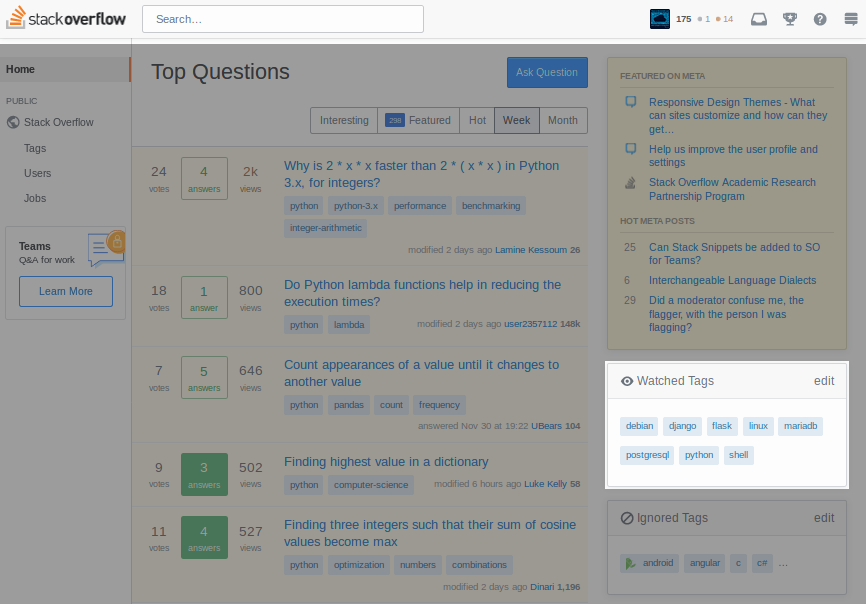 stackoverflow
Search…
175 1 14
Home
PUBLIC
Stack Overflow
Tags
Users
Jobs
Teams
Q&A for work
Learn More
Top Questions
Ask Question
Interesting 299 Featured Hot Week Month
24 votes
4 answers
2k views
Why is 2 * x * x faster than 2 * ( x * x ) in Python
3.x, for integers?
python python-3.x performance benchmarking
integer-arithmetic
modified 2 days ago Lamine Kessoum 26
18 votes
1 answer
800 views
Do Python lambda functions help in reducing the
execution times?
python lambda
modified 2 days ago user2357112 148k
7 votes
5 answers
646 views
Count appearances of a value until it changes to
another value
python pandas count frequency
answered Nov 30 at 19:22 UBears 104
9 votes
3 answers
502 views
Finding highest value in a dictionary
python computer-science
modified 6 hours ago Luke Kelly 58
11 votes
4 answers
527 views
Finding three integers such that their sum of cosine
values become max
python optimization numbers combinations
modified 2 days ago Dinari 1,196
FEATURED ON META
Responsive Design Themes - What
can sites customize and how can they
get…
Help us improve the user profile and
settings
Stack Overflow Academic Research
Partnership Program
HOT META POSTS
25 Can Stack Snippets be added to SO
for Teams?
6 Interchangeable Language Dialects
29 Did a moderator confuse me, the
flagger, with the person I was
flagging?
Watched Tags edit
debian django flask linux mariadb
postgresql python shell
Ignored Tags edit
android angular c c# …